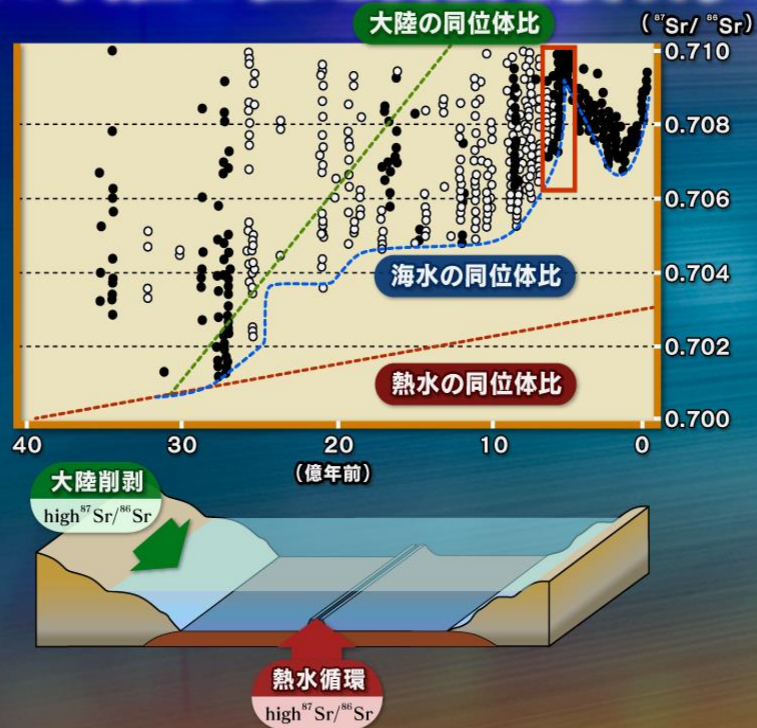 大陸の同位体比
(⁸⁷Sr/ ⁸⁶Sr)
0.710
0.708
0.706
0.704
0.702
0.700
海水の同位体比
熱水の同位体比
40 30 20 10 0
(億年前)
大陸削剥
high⁸⁷Sr/⁸⁶Sr
熱水循環
high⁸⁷Sr/⁸⁶Sr